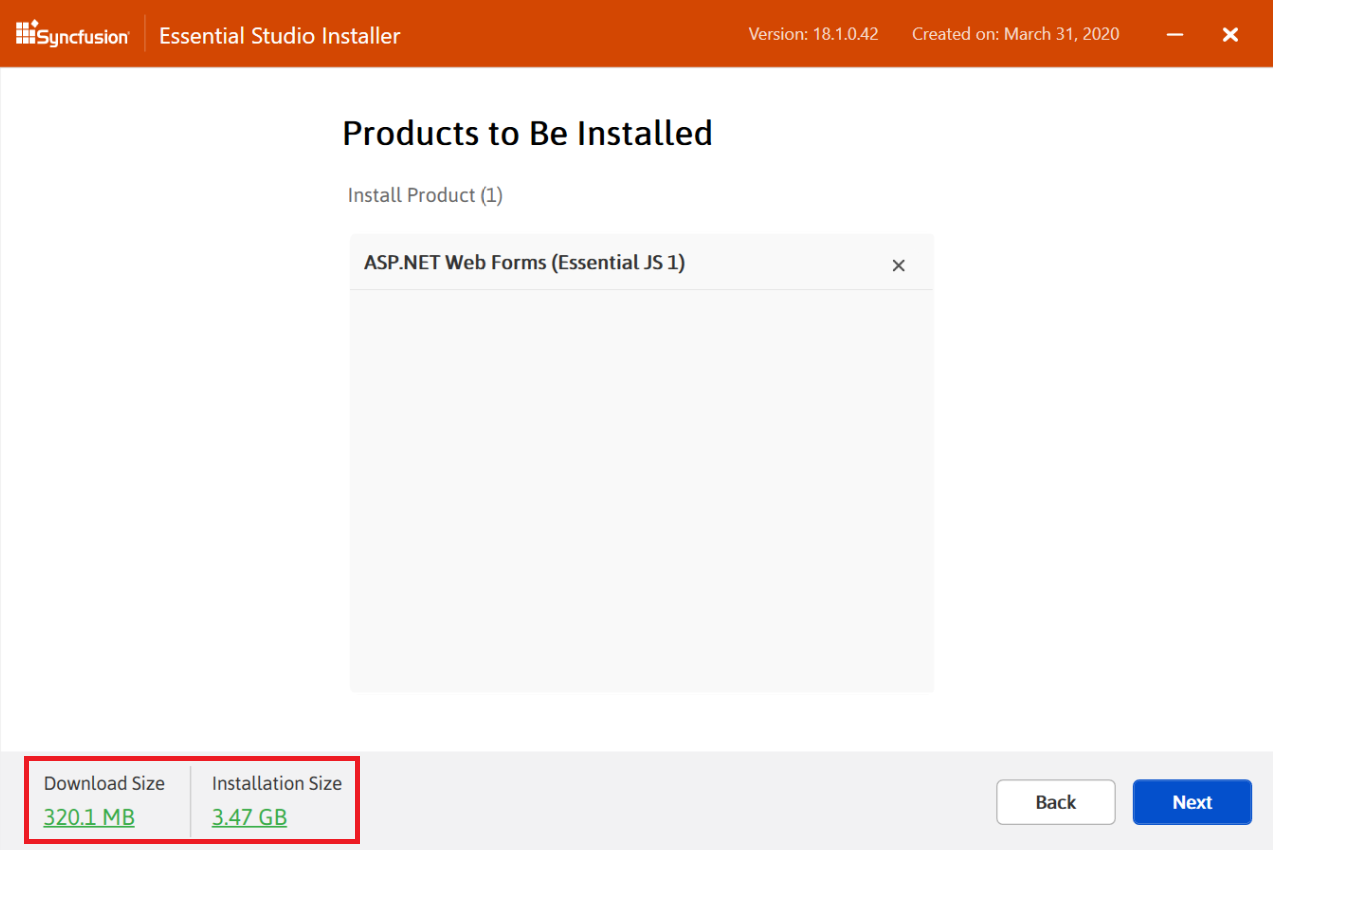 Syncfusion Essential Studio Installer Version: 18.1.0.42 Created on: March 31, 2020
Products to Be Installed
Install Product (1)
ASP.NET Web Forms (Essential JS 1)
Download Size Installation Size
320.1 MB 3.47 GB
Back Next